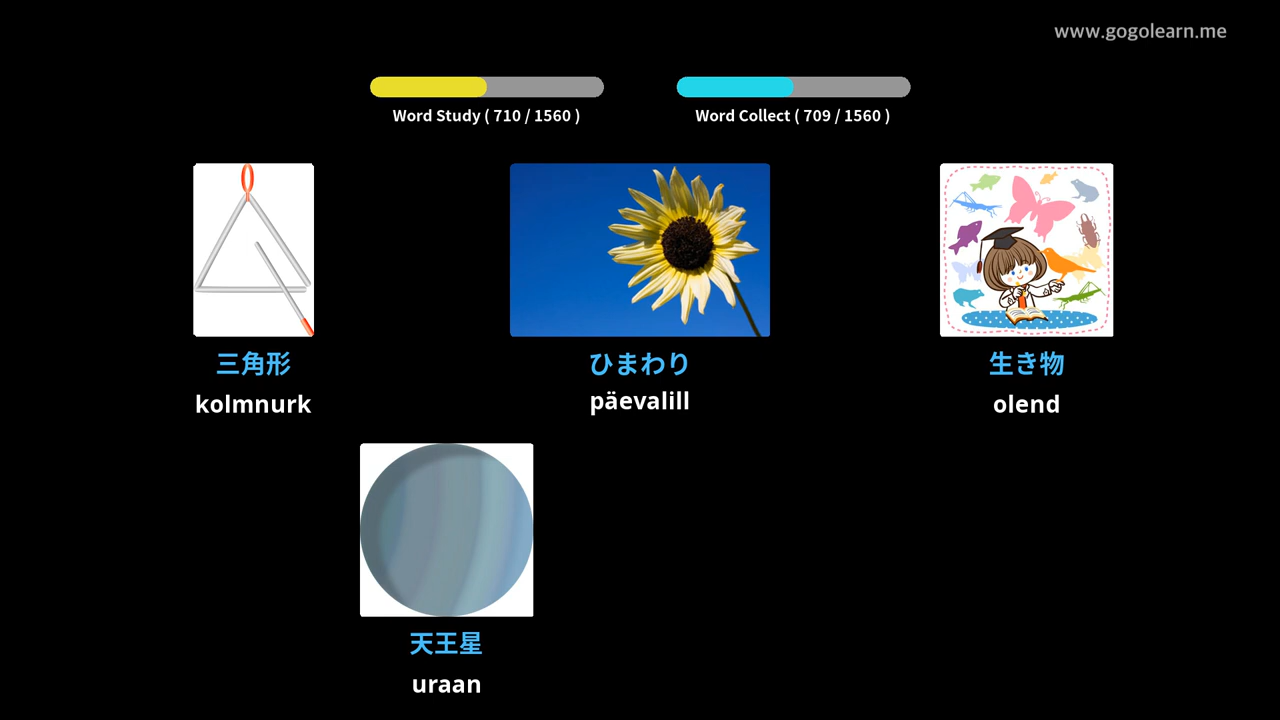 www.gogolearn.me
Word Study ( 710 / 1560 )
Word Collect ( 709 / 1560 )
三角形
kolmnurk
ひまわり
päevalill
生き物
olend
天王星
uraan